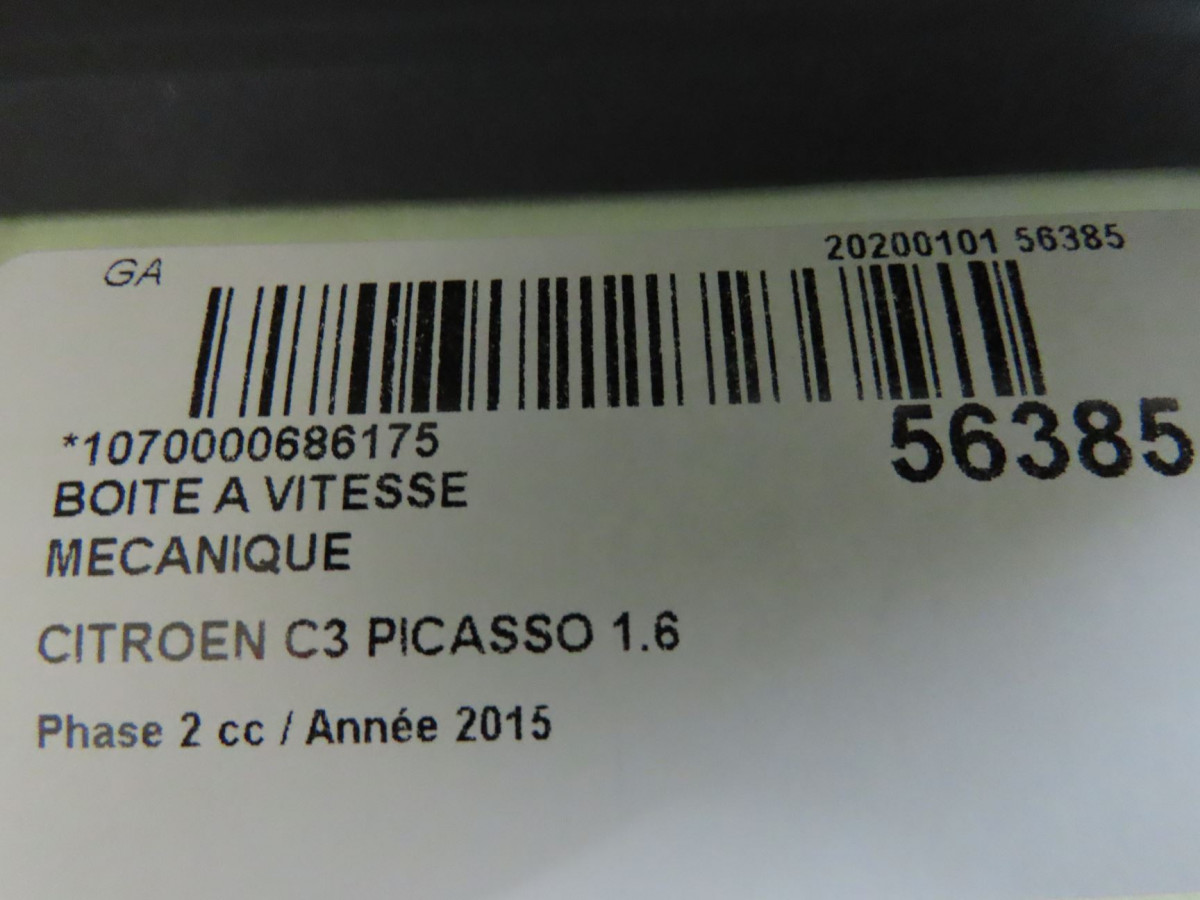 GA
20200101 56385
*1070000686175
56385
BOITE A VITESSE
MECANIQUE
CITROEN C3 PICASSO 1.6
Phase 2 cc / Année 2015